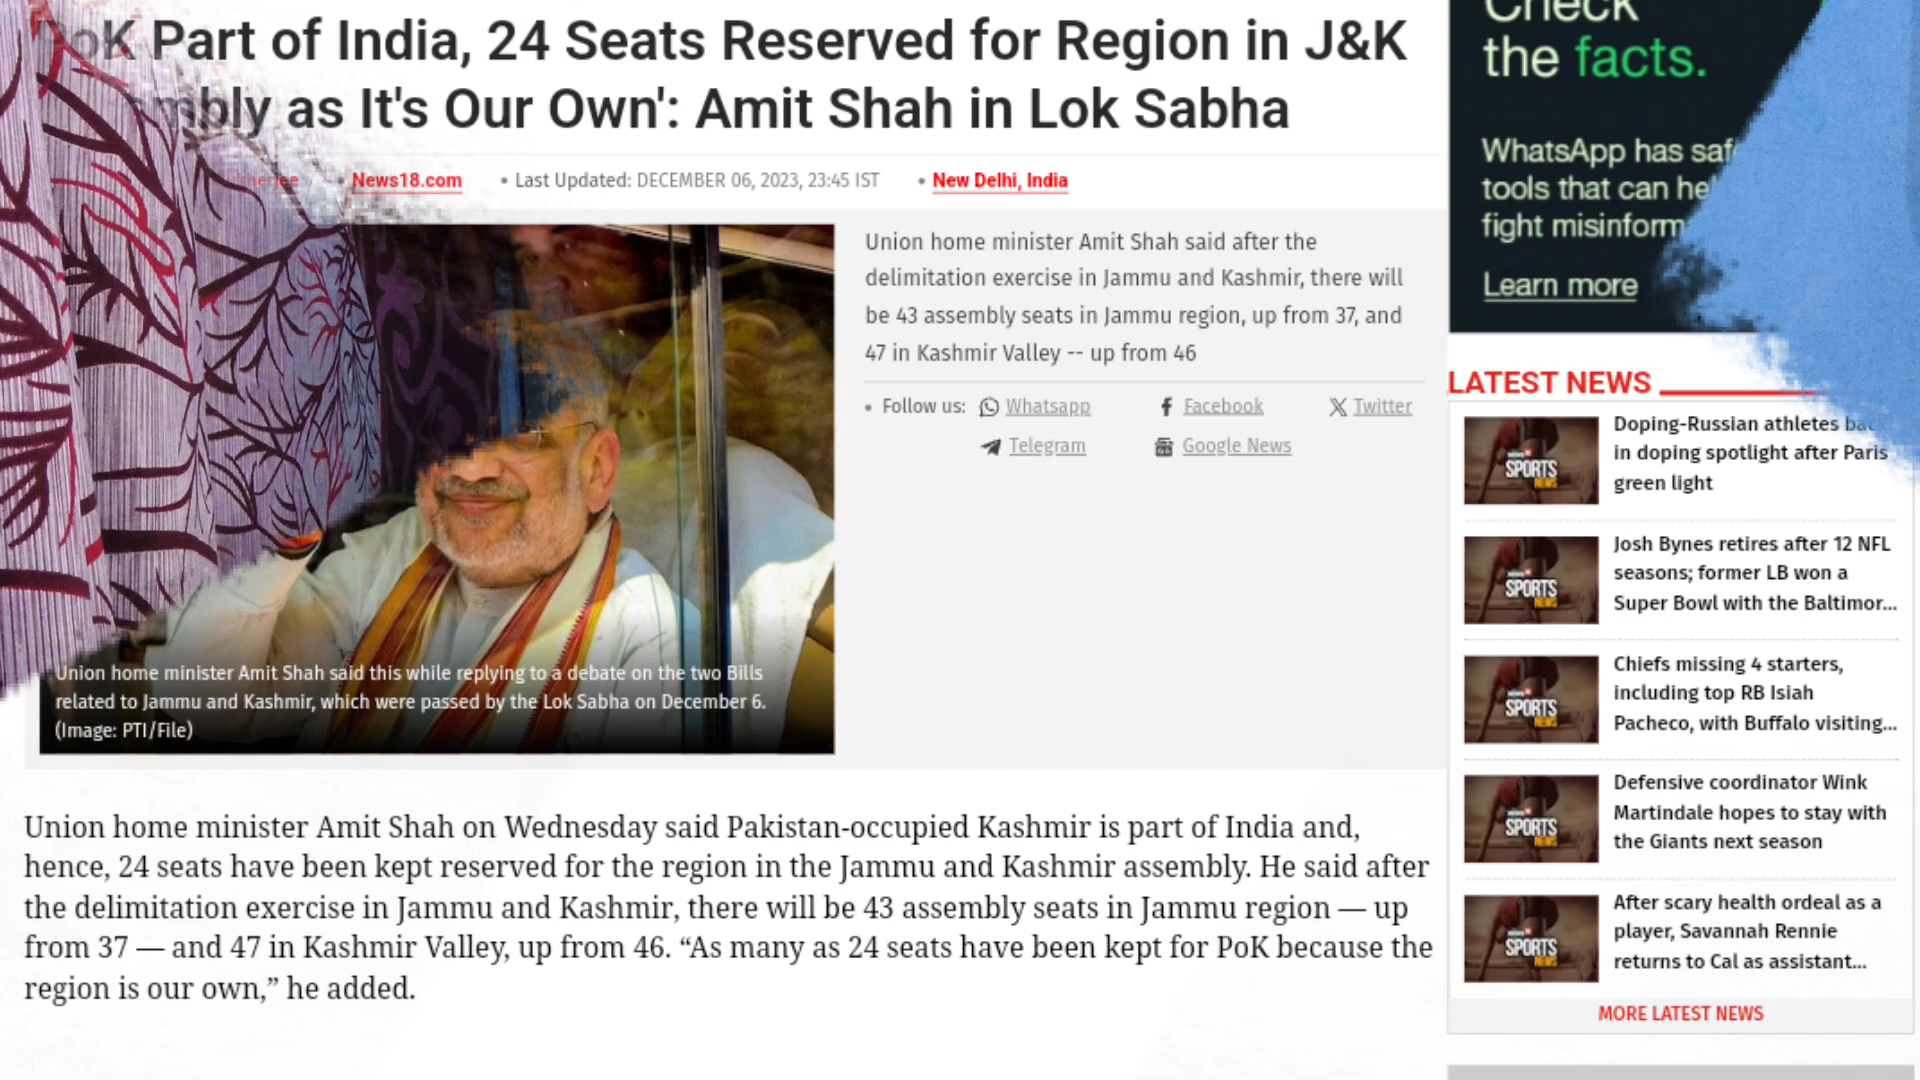 PoK Part of India, 24 Seats Reserved for Region in J&K
mbly as It's Our Own': Amit Shah in Lok Sabha
News18.com
Last Updated: DECEMBER 06, 2023, 23:45 IST
New Delhi, India
Union home minister Amit Shah said this while replying to a debate on the two Bills
related to Jammu and Kashmir, which were passed by the Lok Sabha on December 6.
(Image: PTI/File)
Union home minister Amit Shah said after the
delimitation exercise in Jammu and Kashmir, there will
be 43 assembly seats in Jammu region, up from 37, and
47 in Kashmir Valley -- up from 46
Follow us: Whatsapp Facebook Twitter
Telegram Google News
Union home minister Amit Shah on Wednesday said Pakistan-occupied Kashmir is part of India and,
hence, 24 seats have been kept reserved for the region in the Jammu and Kashmir assembly. He said after
the delimitation exercise in Jammu and Kashmir, there will be 43 assembly seats in Jammu region — up
from 37 — and 47 in Kashmir Valley, up from 46. “As many as 24 seats have been kept for PoK because the
region is our own,” he added.
Check
the facts.
WhatsApp has saf
tools that can hel
fight misinform
Learn more
LATEST NEWS
SPORTS
Doping-Russian athletes
in doping spotlight after Paris
green light
SPORTS
Josh Bynes retires after 12 NFL
seasons; former LB won a
Super Bowl with the Baltimor...
SPORTS
Chiefs missing 4 starters,
including top RB Isiah
Pacheco, with Buffalo visiting...
SPORTS
Defensive coordinator Wink
Martindale hopes to stay with
the Giants next season
SPORTS
After scary health ordeal as a
player, Savannah Rennie
returns to Cal as assistant...
MORE LATEST NEWS